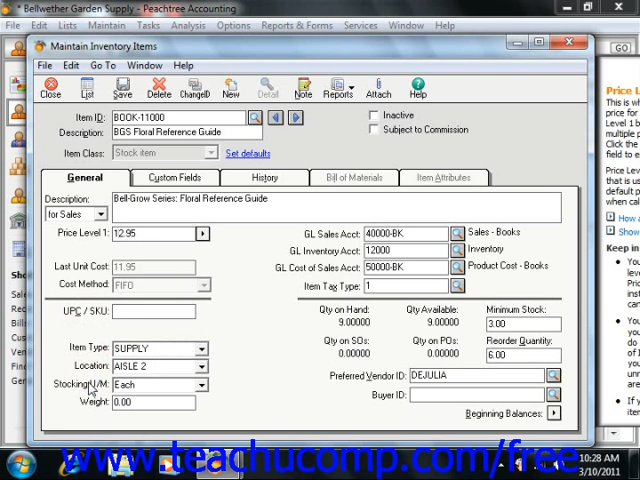 * Bellwether Garden Supply - Peachtree Accounting
File Edit Lists Maintain Tasks Analysis Options Reports & Forms Services Window Help
Maintain Inventory Items
File Edit Go To Window Help
Close List Save Delete ChangeID New Detail Note Reports Attach Help
Item ID: BOOK-11000
Inactive
Description: BGS Floral Reference Guide
Subject to Commission
Item Class: Stock item Set defaults
General Custom Fields History Bill of Materials Item Attributes
Description: Bell-Grow Series: Floral Reference Guide
for Sales
Price Level 1: 12.95
GL Sales Acct: 40000-BK Sales - Books
GL Inventory Acct: 12000 Inventory
Last Unit Cost: 11.95
GL Cost of Sales Acct: 50000-BK Product Cost - Books
Cost Method: FIFO
Item Tax Type: 1
UPC / SKU:
Qty on Hand: Qty Available: Minimum Stock:
9.00000 9.00000 3.00
Qty on SOs: Qty on POs: Reorder Quantity:
0.00000 0.00000 6.00
Item Type: SUPPLY
Location: AISLE 2
Stocking U/M: Each
Weight: 0.00
Preferred Vendor ID: DEJULIA
Buyer ID:
Beginning Balances:
GO
Price L
This is wh
price for
Level 1 b
multiple p
Click the
field to e
that is us
default p
level.
How a
Show
Keep in
You
leve
Pric
inst
You
If y
www.teachucomp.com/free
10:28 AM
3/10/2011